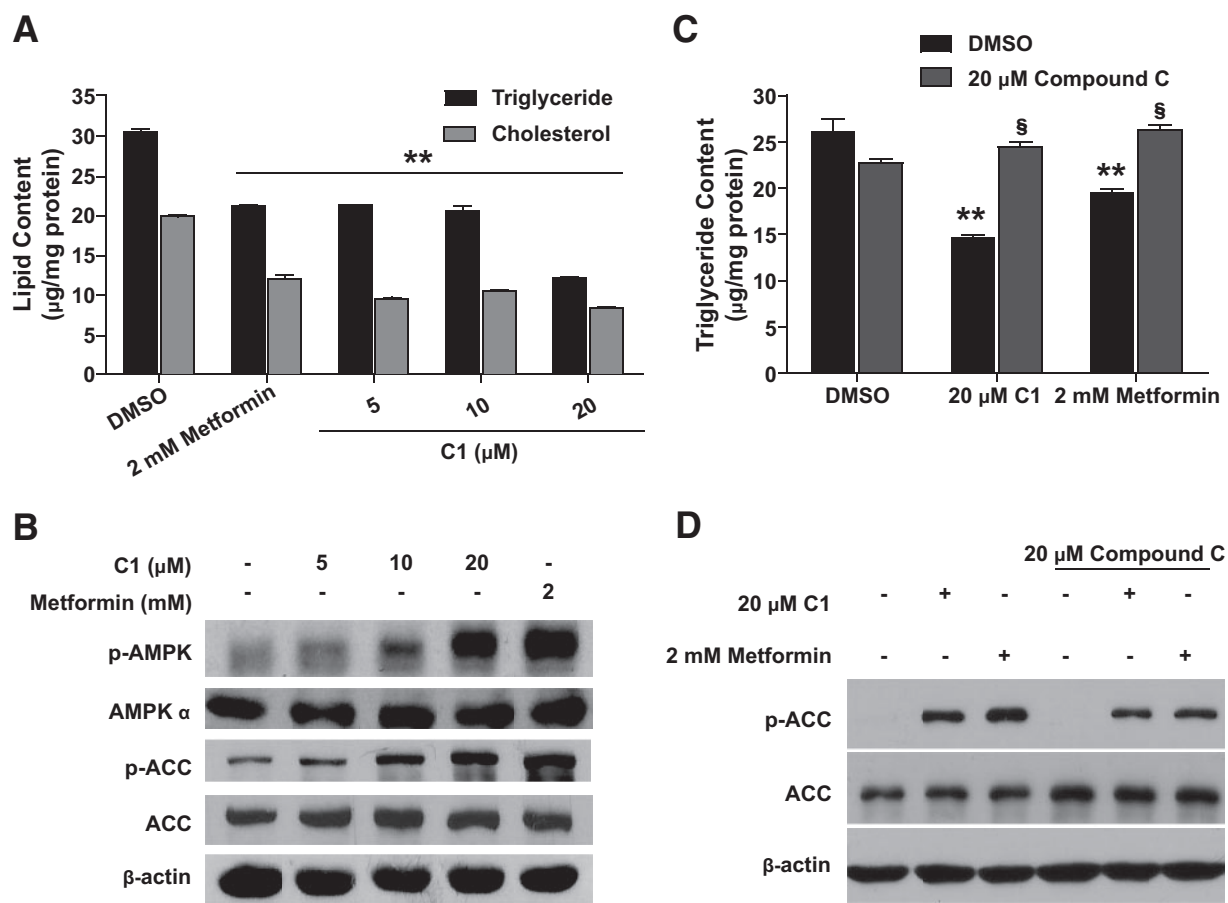 A
Lipid Content
(µg/mg protein)
35
30
25
20
15
10
5
0
Triglyceride
Cholesterol
**
DMSO
2 mM Metformin
5
10
20
C1 (µM)
C
DMSO
20 µM Compound C
Triglyceride Content
(µg/mg protein)
30
25
20
15
10
5
0
**
§
**
§
DMSO
20 µM C1
2 mM Metformin
B
C1 (µM) - 5 10 20 -
Metformin (mM) - - - - 2
p-AMPK
AMPK α
p-ACC
ACC
β-actin
D
20 µM Compound C
20 µM C1 - + - - + -
2 mM Metformin - - + - - +
p-ACC
ACC
β-actin